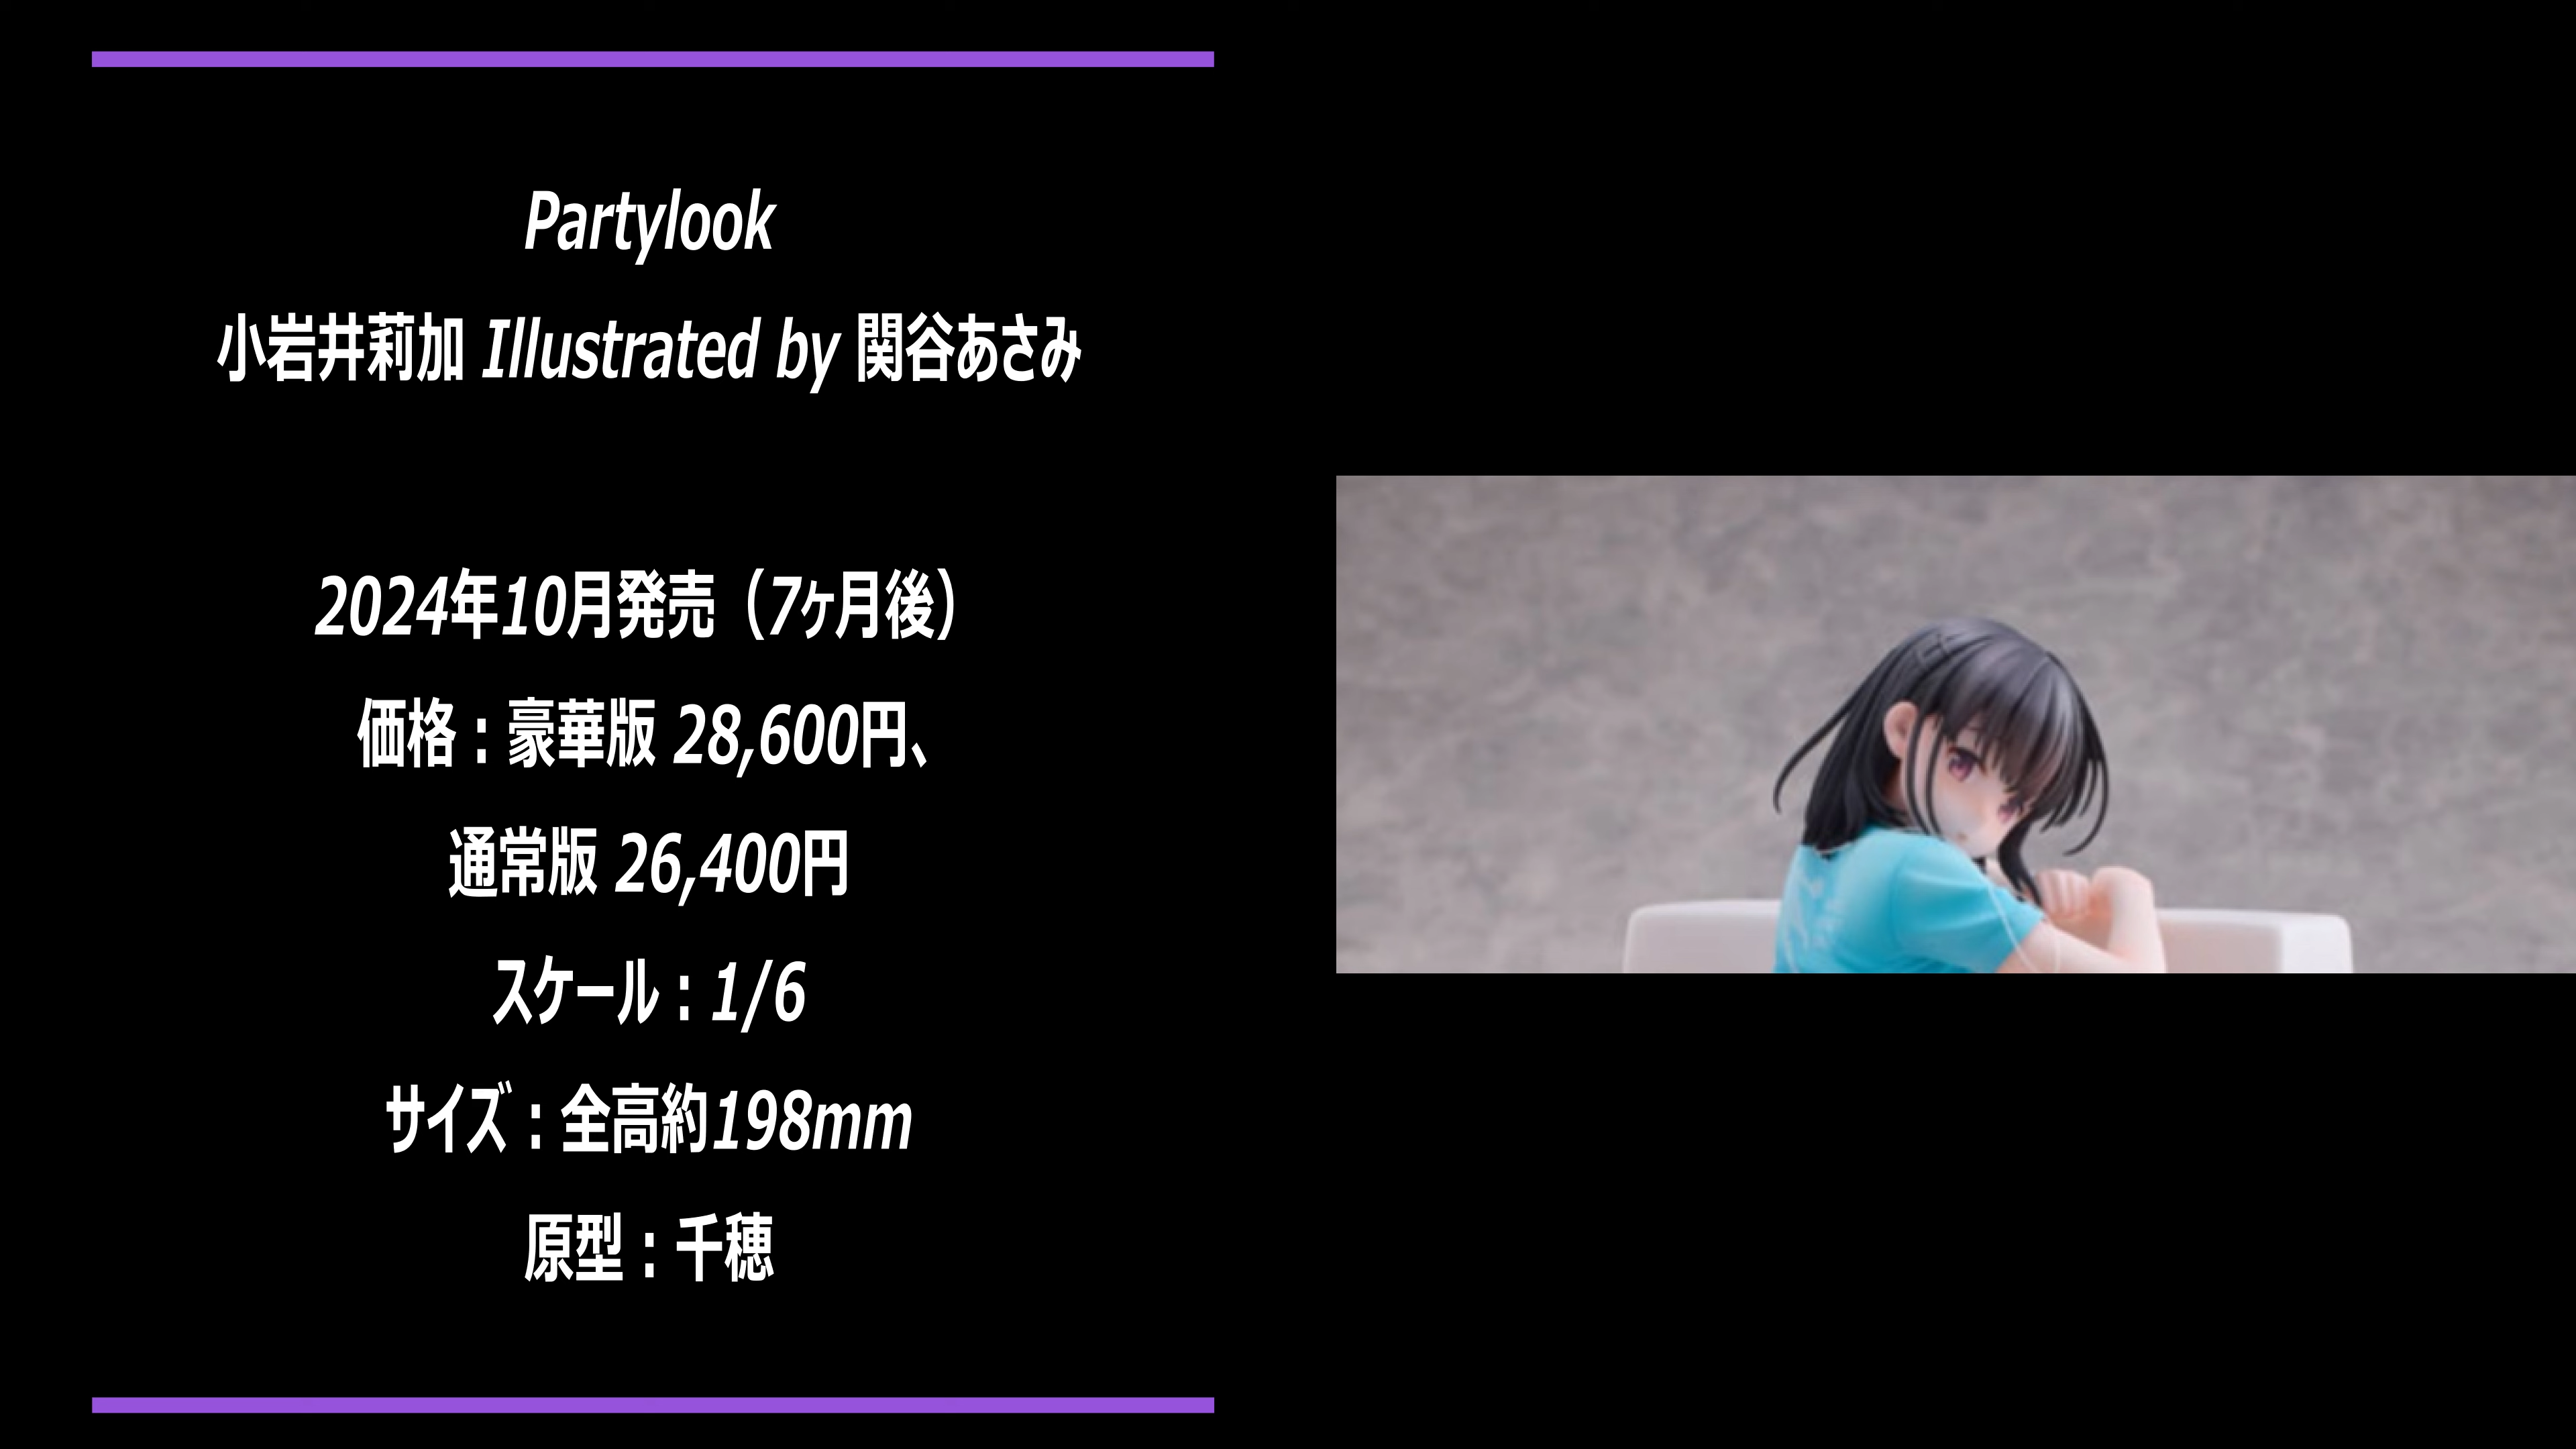 Partylook
小岩井莉加 Illustrated by 関谷あさみ
2024年10月発売（7ヶ月後）
価格：豪華版 28,600円、
通常版 26,400円
スケール：1/6
サイズ：全高約198mm
原型：千穂